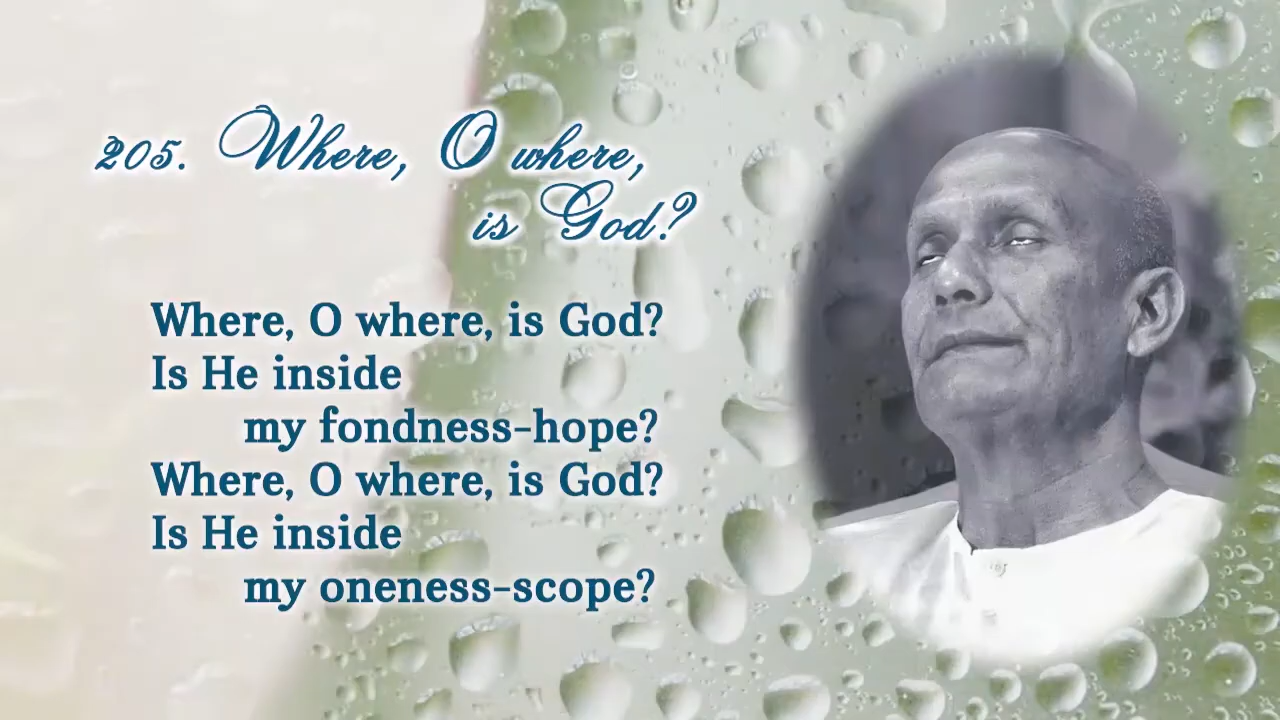 205. Where, O where,
is God?
Where, O where, is God?
Is He inside
my fondness-hope?
Where, O where, is God?
Is He inside
my oneness-scope?